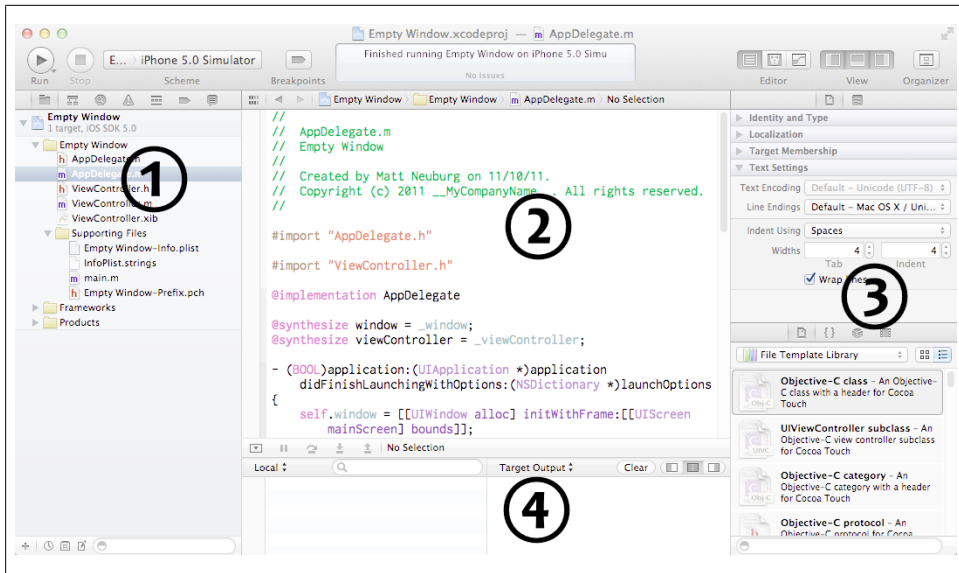 Empty Window.xcodeproj — m AppDelegate.m
E... iPhone 5.0 Simulator
Finished running Empty Window on iPhone 5.0 Simu
No Issues
Run Stop Scheme Breakpoints Editor View Organizer
Empty Window
1 target, iOS SDK 5.0
Empty Window
h AppDelegate.h
m AppDelegate.m
h ViewController.h
m ViewController.m
ViewController.xib
Supporting Files
Empty Window-Info.plist
InfoPlist.strings
m main.m
h Empty Window-Prefix.pch
Frameworks
Products
1
Empty Window Empty Window m AppDelegate.m No Selection
//
// AppDelegate.m
// Empty Window
//
// Created by Matt Neuburg on 11/10/11.
// Copyright (c) 2011 __MyCompanyName__. All rights reserved.
//
#import "AppDelegate.h"
#import "ViewController.h"
@implementation AppDelegate
@synthesize window = _window;
@synthesize viewController = _viewController;
- (BOOL)application:(UIApplication *)application
didFinishLaunchingWithOptions:(NSDictionary *)launchOptions
{
self.window = [[UIWindow alloc] initWithFrame:[[UIScreen
mainScreen] bounds]];
2
No Selection
Local
Target Output
Clear
4
Identity and Type
Localization
Target Membership
Text Settings
Text Encoding Default - Unicode (UTF-8)
Line Endings Default - Mac OS X / Uni...
Indent Using Spaces
Widths 4 4
Tab Indent
Wrap lines
3
{}
File Template Library
Objective-C class - An Objective-
C class with a header for Cocoa
Touch
Obj-C
UIViewController subclass - An
Objective-C view controller subclass
for Cocoa Touch
UIVC
Objective-C category - An
Objective-C category with a header
for Cocoa Touch
Obj-C
Objective-C protocol - An
Objective-C protocol for Cocoa
h